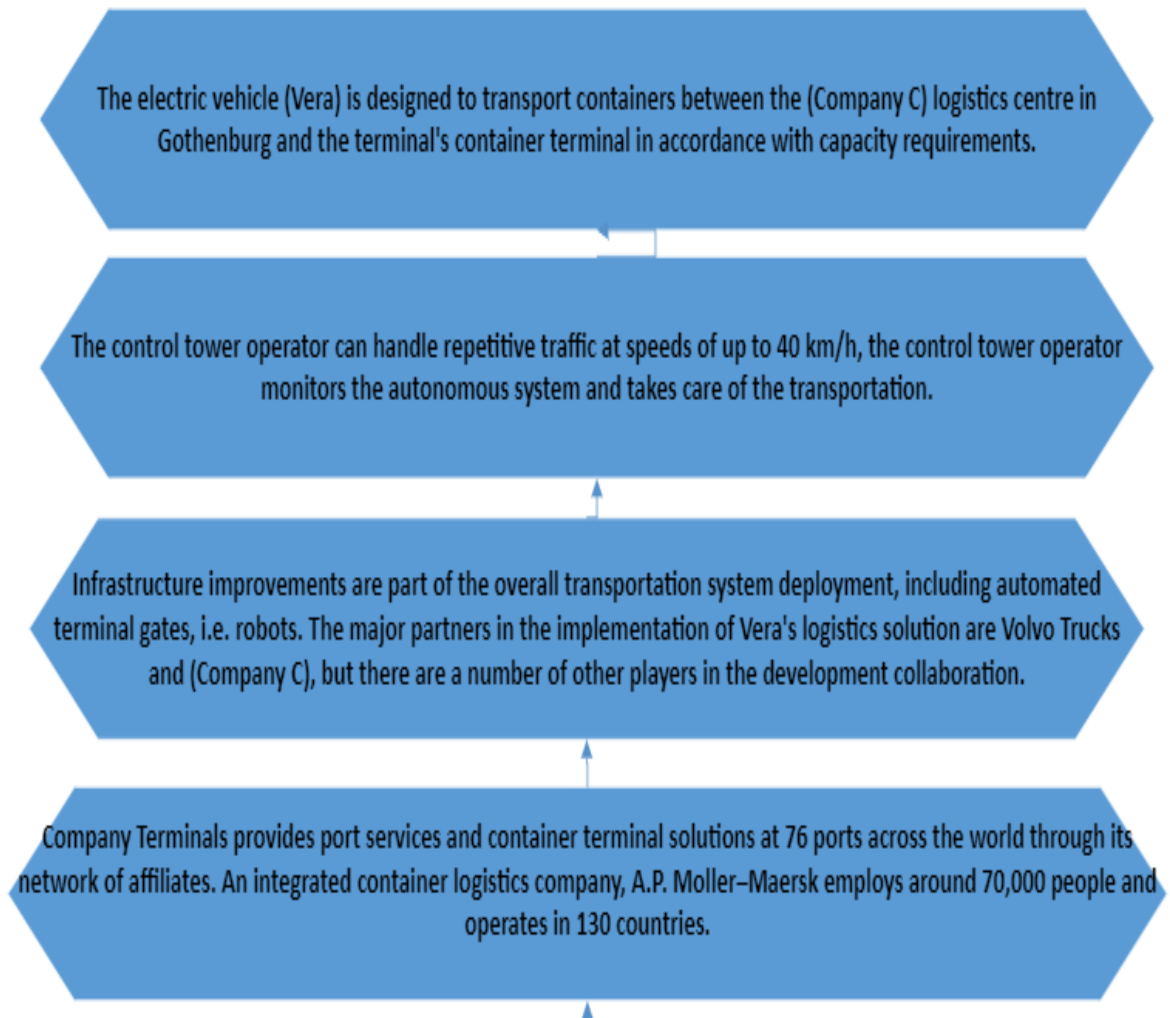 The electric vehicle (Vera) is designed to transport containers between the (Company C) logistics centre in
Gothenburg and the terminal's container terminal in accordance with capacity requirements.
The control tower operator can handle repetitive traffic at speeds of up to 40 km/h, the control tower operator
monitors the autonomous system and takes care of the transportation.
Infrastructure improvements are part of the overall transportation system deployment, including automated
terminal gates, i.e. robots. The major partners in the implementation of Vera's logistics solution are Volvo Trucks
and (Company C), but there are a number of other players in the development collaboration.
Company Terminals provides port services and container terminal solutions at 76 ports across the world through its
network of affiliates. An integrated container logistics company, A.P. Moller–Maersk employs around 70,000 people and
operates in 130 countries.